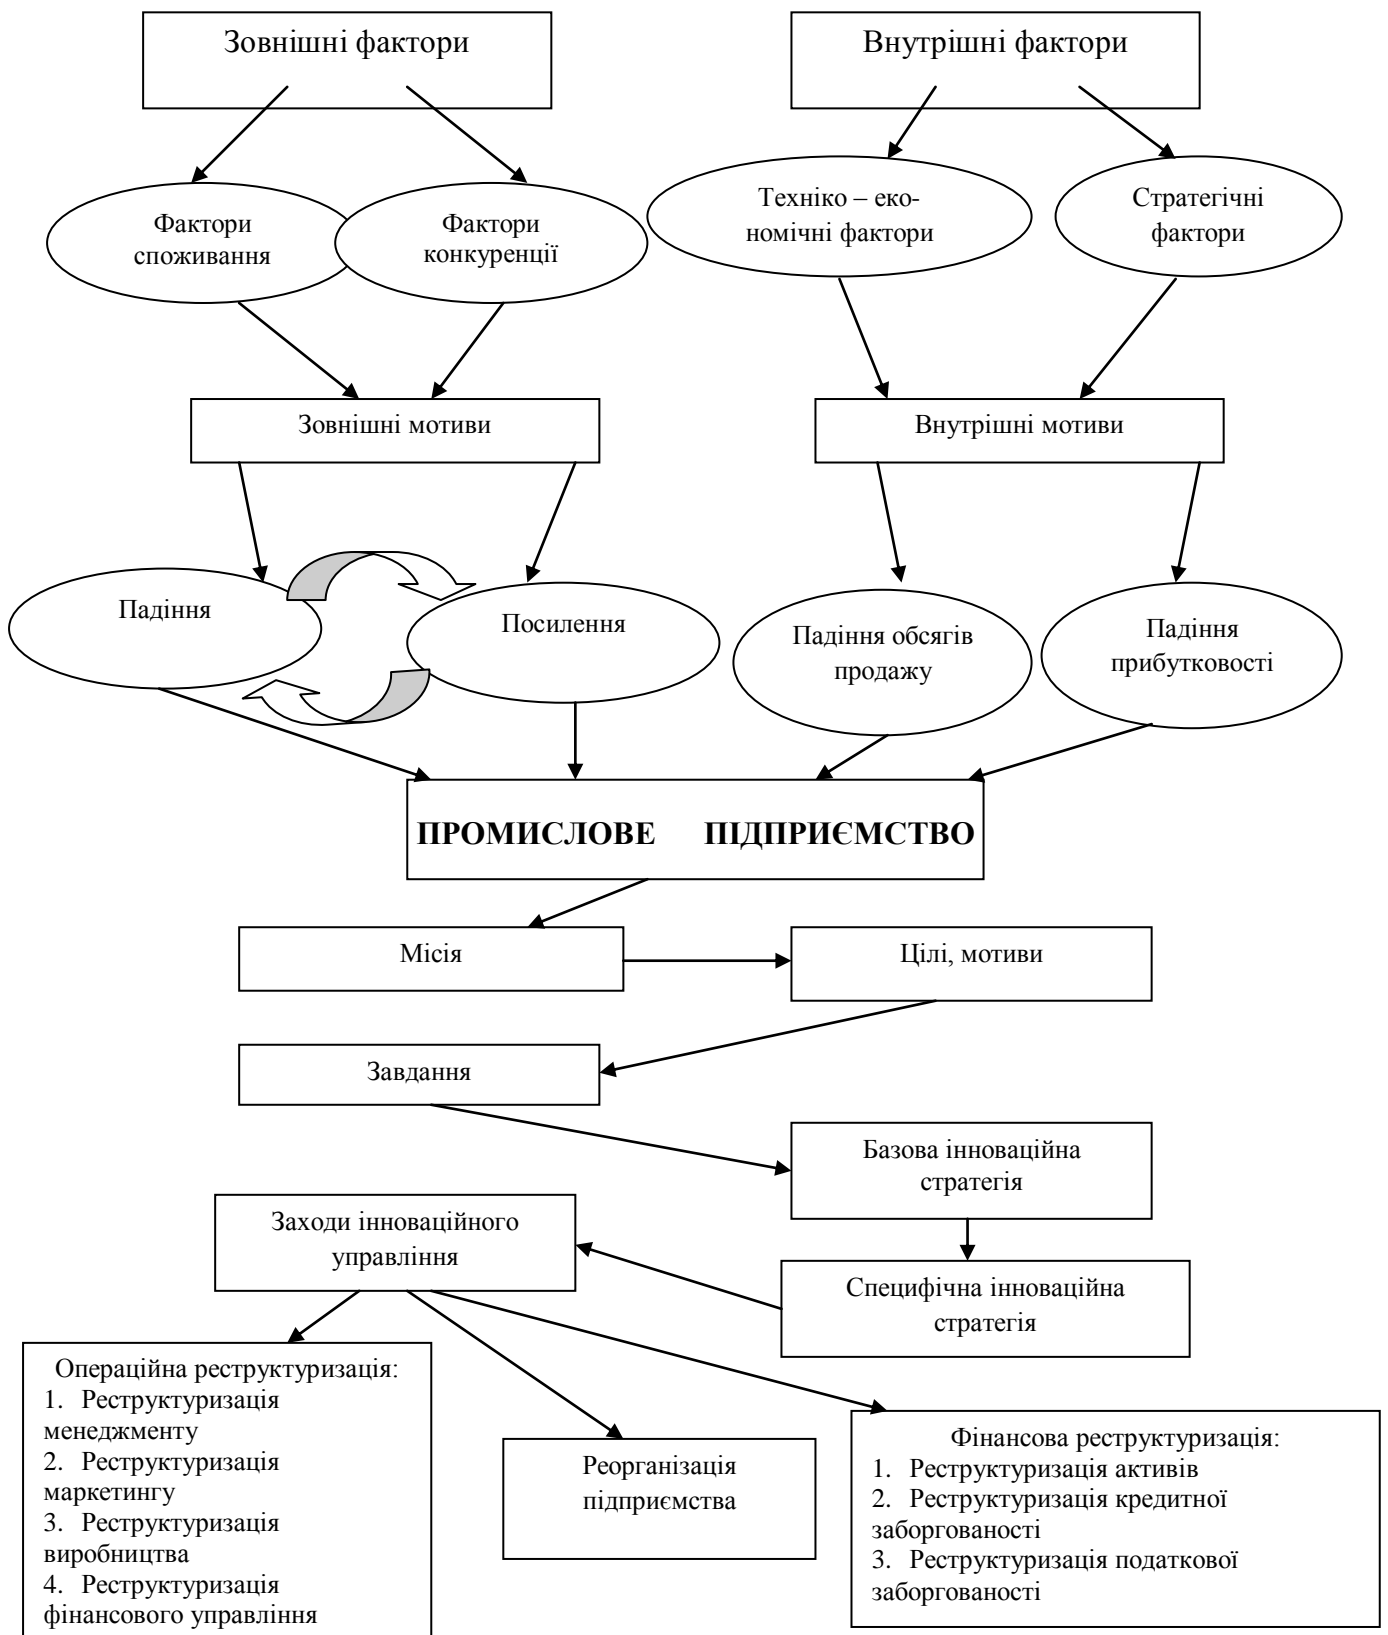 Зовнішні фактори
Внутрішні фактори
Фактори
споживання
Фактори
конкуренції
Техніко – еко-
номічні фактори
Стратегічні
фактори
Зовнішні мотиви
Внутрішні мотиви
Падіння
Посилення
Падіння обсягів
продажу
Падіння
прибутковості
ПРОМИСЛОВЕ ПІДПРИЄМСТВО
Місія
Цілі, мотиви
Завдання
Базова інноваційна
стратегія
Заходи інноваційного
управління
Специфічна інноваційна
стратегія
Операційна реструктуризація:
1. Реструктуризація
менеджменту
2. Реструктуризація
маркетингу
3. Реструктуризація
виробництва
4. Реструктуризація
фінансового управління
Реорганізація
підприємства
Фінансова реструктуризація:
1. Реструктуризація активів
2. Реструктуризація кредитної
заборгованості
3. Реструктуризація податкової
заборгованості